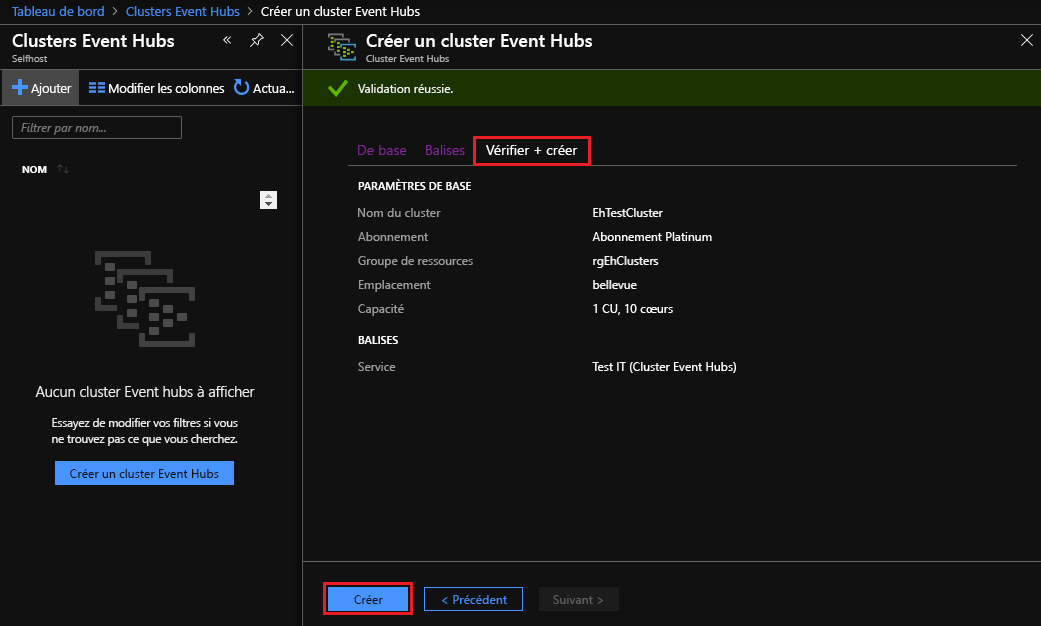 Tableau de bord > Clusters Event Hubs > Créer un cluster Event Hubs
Clusters Event Hubs
Selfhost
Ajouter
Modifier les colonnes
Actua...
Filtrer par nom...
NOM
Aucun cluster Event hubs à afficher
Essayez de modifier vos filtres si vous
ne trouvez pas ce que vous cherchez.
Créer un cluster Event Hubs
Créer un cluster Event Hubs
Cluster Event Hubs
Validation réussie.
De base Balises Vérifier + créer
PARAMÈTRES DE BASE
Nom du cluster EhTestCluster
Abonnement Abonnement Platinum
Groupe de ressources rgEhClusters
Emplacement bellevue
Capacité 1 CU, 10 cœurs
BALISES
Service Test IT (Cluster Event Hubs)
Créer < Précédent Suivant >